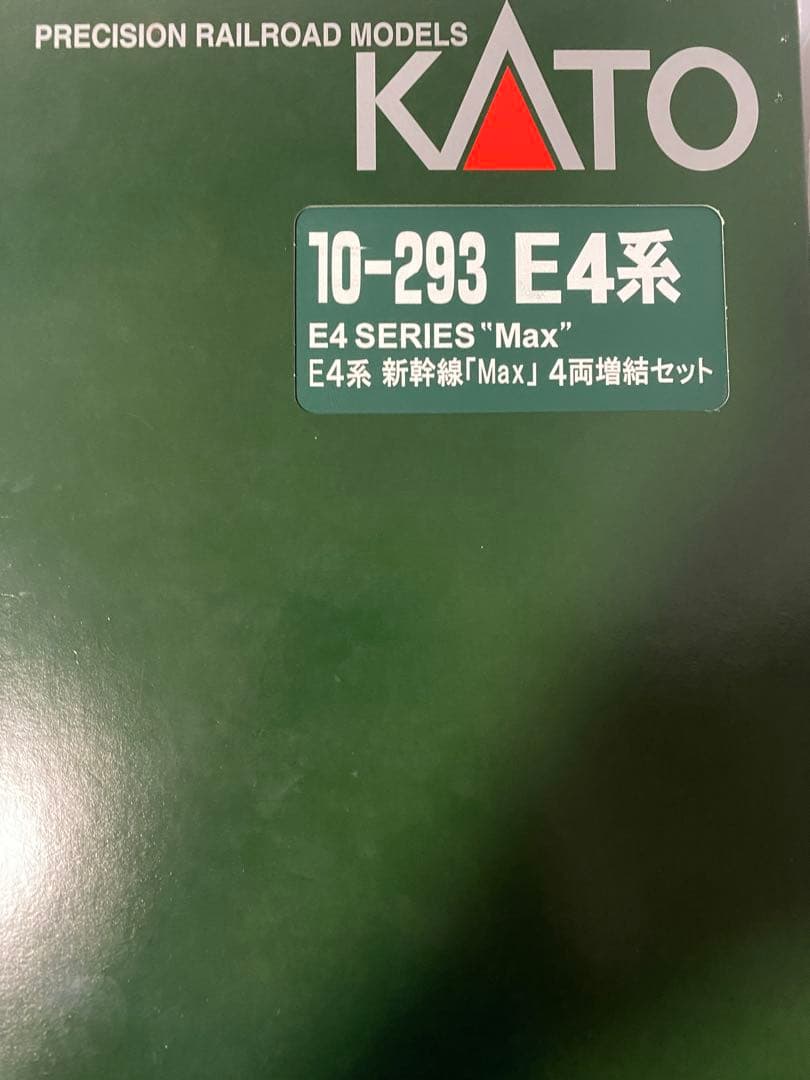 PRECISION RAILROAD MODELS
KATO
10-293 E4系
E4 SERIES "Max"
E4系 新幹線「Max」 4両増結セット